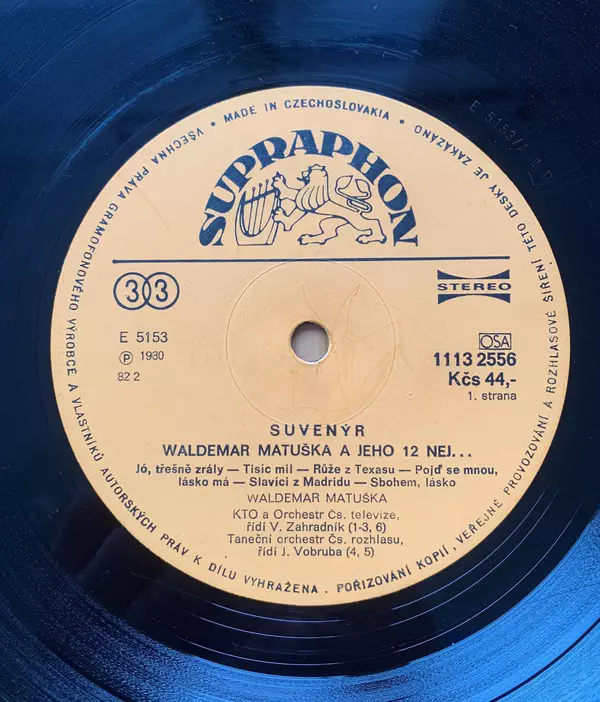 • MADE IN CZECHOSLOVAKIA •
VŠECHNA PRÁVA GRAMOFONOVÉHO VÝROBCE A VLASTNÍKŮ AUTORSKÝCH PRÁV K DÍLU VYHRAŽENA. POŘIZOVÁNÍ KOPIÍ, VEŘEJNÉ PROVOZOVÁNÍ A ROZHLASOVÉ ŠÍŘENÍ TÉTO DESKY JE ZAKÁZÁNO
SUPRAPHON
33
STEREO
E 5153
Ⓟ 1980
82 2
OSA
1113 2556
Kčs 44,-
1. strana
SUVENÝR
WALDEMAR MATUŠKA A JEHO 12 NEJ...
Jó, třešně zrály — Tisíc mil — Růže z Texasu — Pojď se mnou,
lásko má — Slavíci z Madridu — Sbohem, lásko
WALDEMAR MATUŠKA
KTO a Orchestr Čs. televize,
řídí V. Zahradník (1-3, 6)
Taneční orchestr Čs. rozhlasu,
řídí J. Vobruba (4, 5)